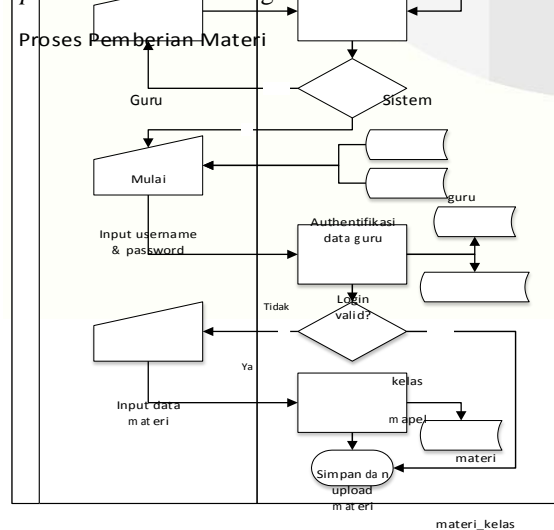 Proses Pemberian Materi
Guru
Sistem
Mulai
guru
Input username
& password
Authentifikasi
data guru
Login
valid?
Tidak
Ya
kelas
Input data
materi
mapel
materi
Simpan dan
upload
materi
materi_kelas